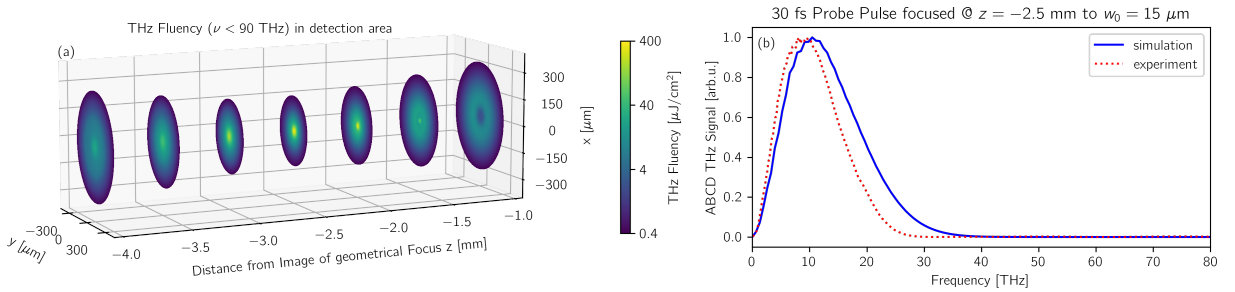 THz Fluency (ν < 90 THz) in detection area
(a)
300
150
0
−150
−300
x [μm]
−300
0
300
y [μm]
−4.0
−3.5
−3.0
−2.5
−2.0
−1.5
−1.0
Distance from Image of geometrical Focus z [mm]
400
40
4
0.4
THz Fluency [μJ/cm²]
30 fs Probe Pulse focused @ z = −2.5 mm to w₀ = 15 μm
(b)
simulation
experiment
1.0
0.8
0.6
0.4
0.2
0.0
ABCD THz Signal [arb.u.]
0 10 20 30 40 50 60 70 80
Frequency [THz]